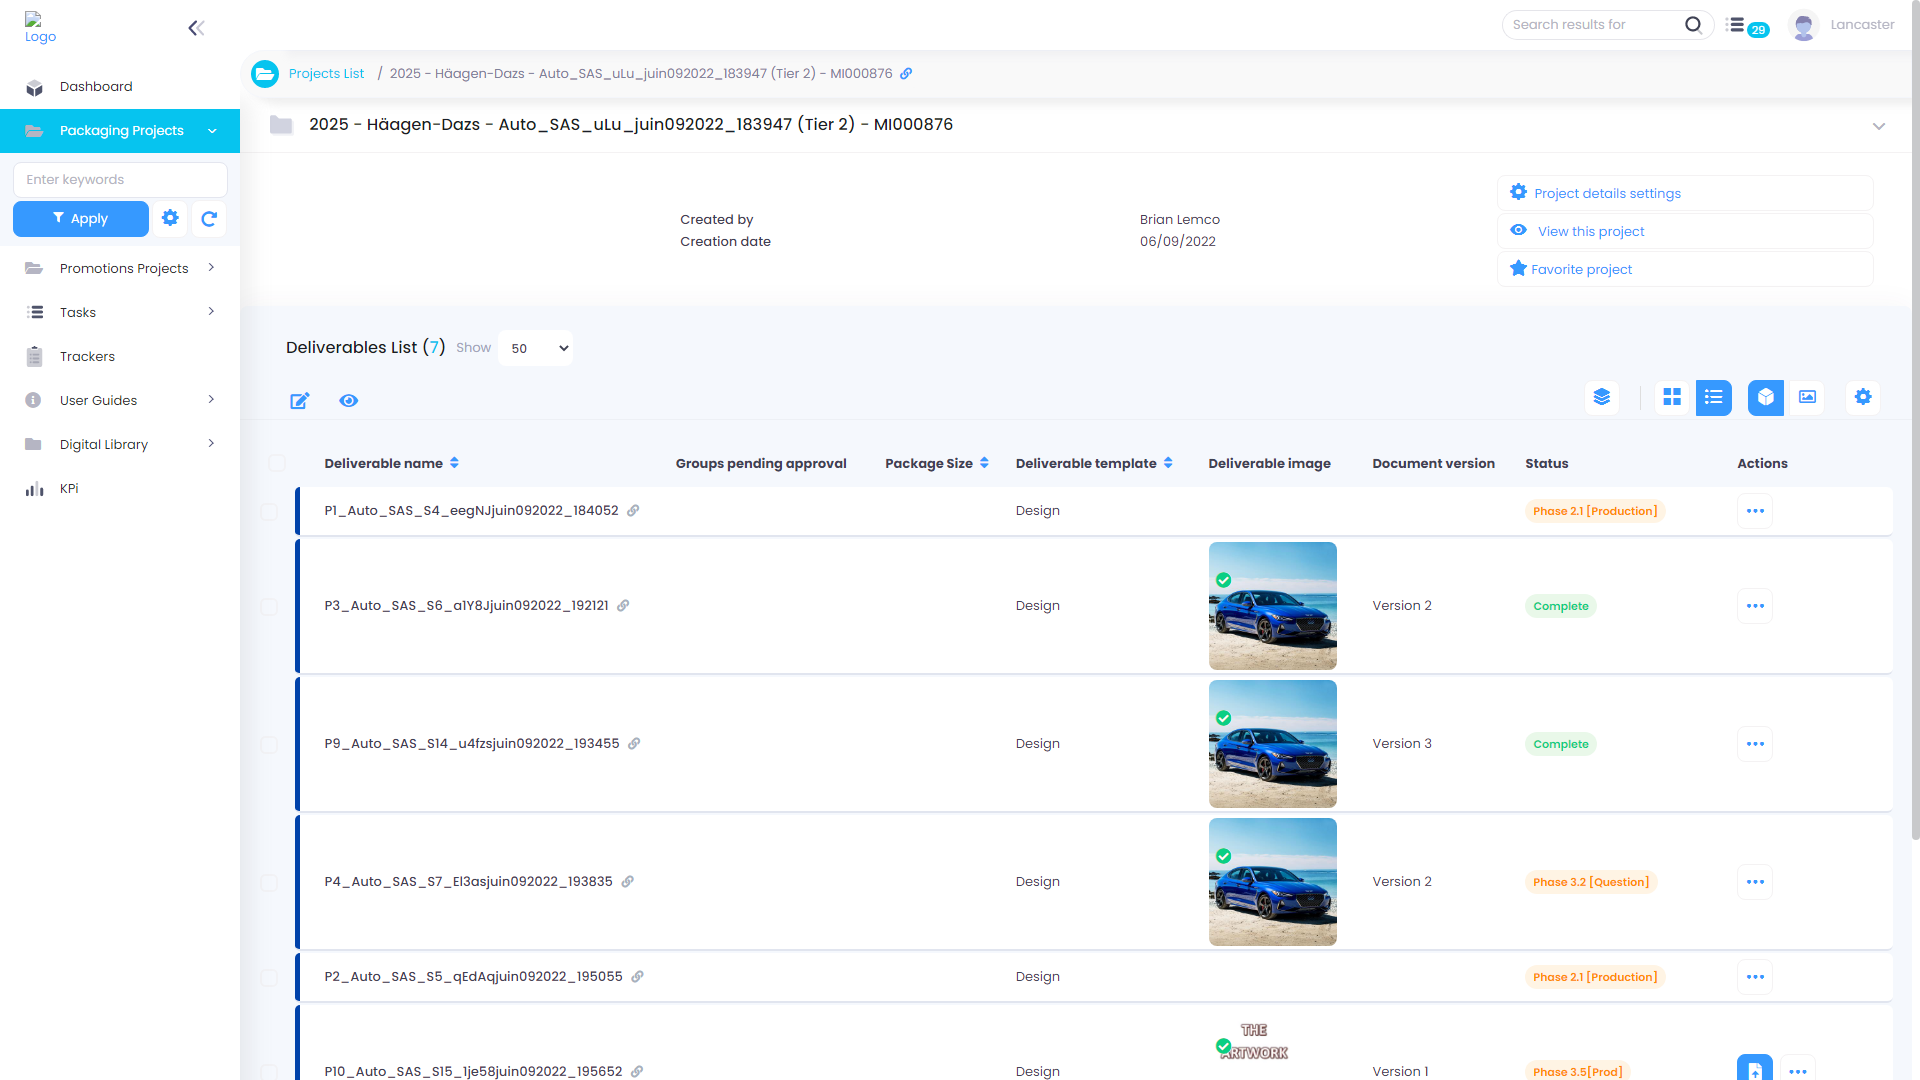 Logo
Search results for
29
Lancaster
Dashboard
Packaging Projects
Enter keywords
Apply
Promotions Projects
Tasks
Trackers
User Guides
Digital Library
KPi
Projects List / 2025 - Häagen-Dazs - Auto_SAS_uLu_juin092022_183947 (Tier 2) - MI000876
2025 - Häagen-Dazs - Auto_SAS_uLu_juin092022_183947 (Tier 2) - MI000876
Created by Brian Lemco
Creation date 06/09/2022
Project details settings
View this project
Favorite project
Deliverables List (7) Show 50
Deliverable name Groups pending approval Package Size Deliverable template Deliverable image Document version Status Actions
P1_Auto_SAS_S4_eegNJjuin092022_184052 Design Phase 2.1 [Production]
P3_Auto_SAS_S6_a1Y8Jjuin092022_192121 Design Version 2 Complete
P9_Auto_SAS_S14_u4fzsjuin092022_193455 Design Version 3 Complete
P4_Auto_SAS_S7_EI3asjuin092022_193835 Design Version 2 Phase 3.2 [Question]
P2_Auto_SAS_S5_qEdAqjuin092022_195055 Design Phase 2.1 [Production]
THE
ARTWORK
P10_Auto_SAS_S15_1je58juin092022_195652 Design Version 1 Phase 3.5[Prod]